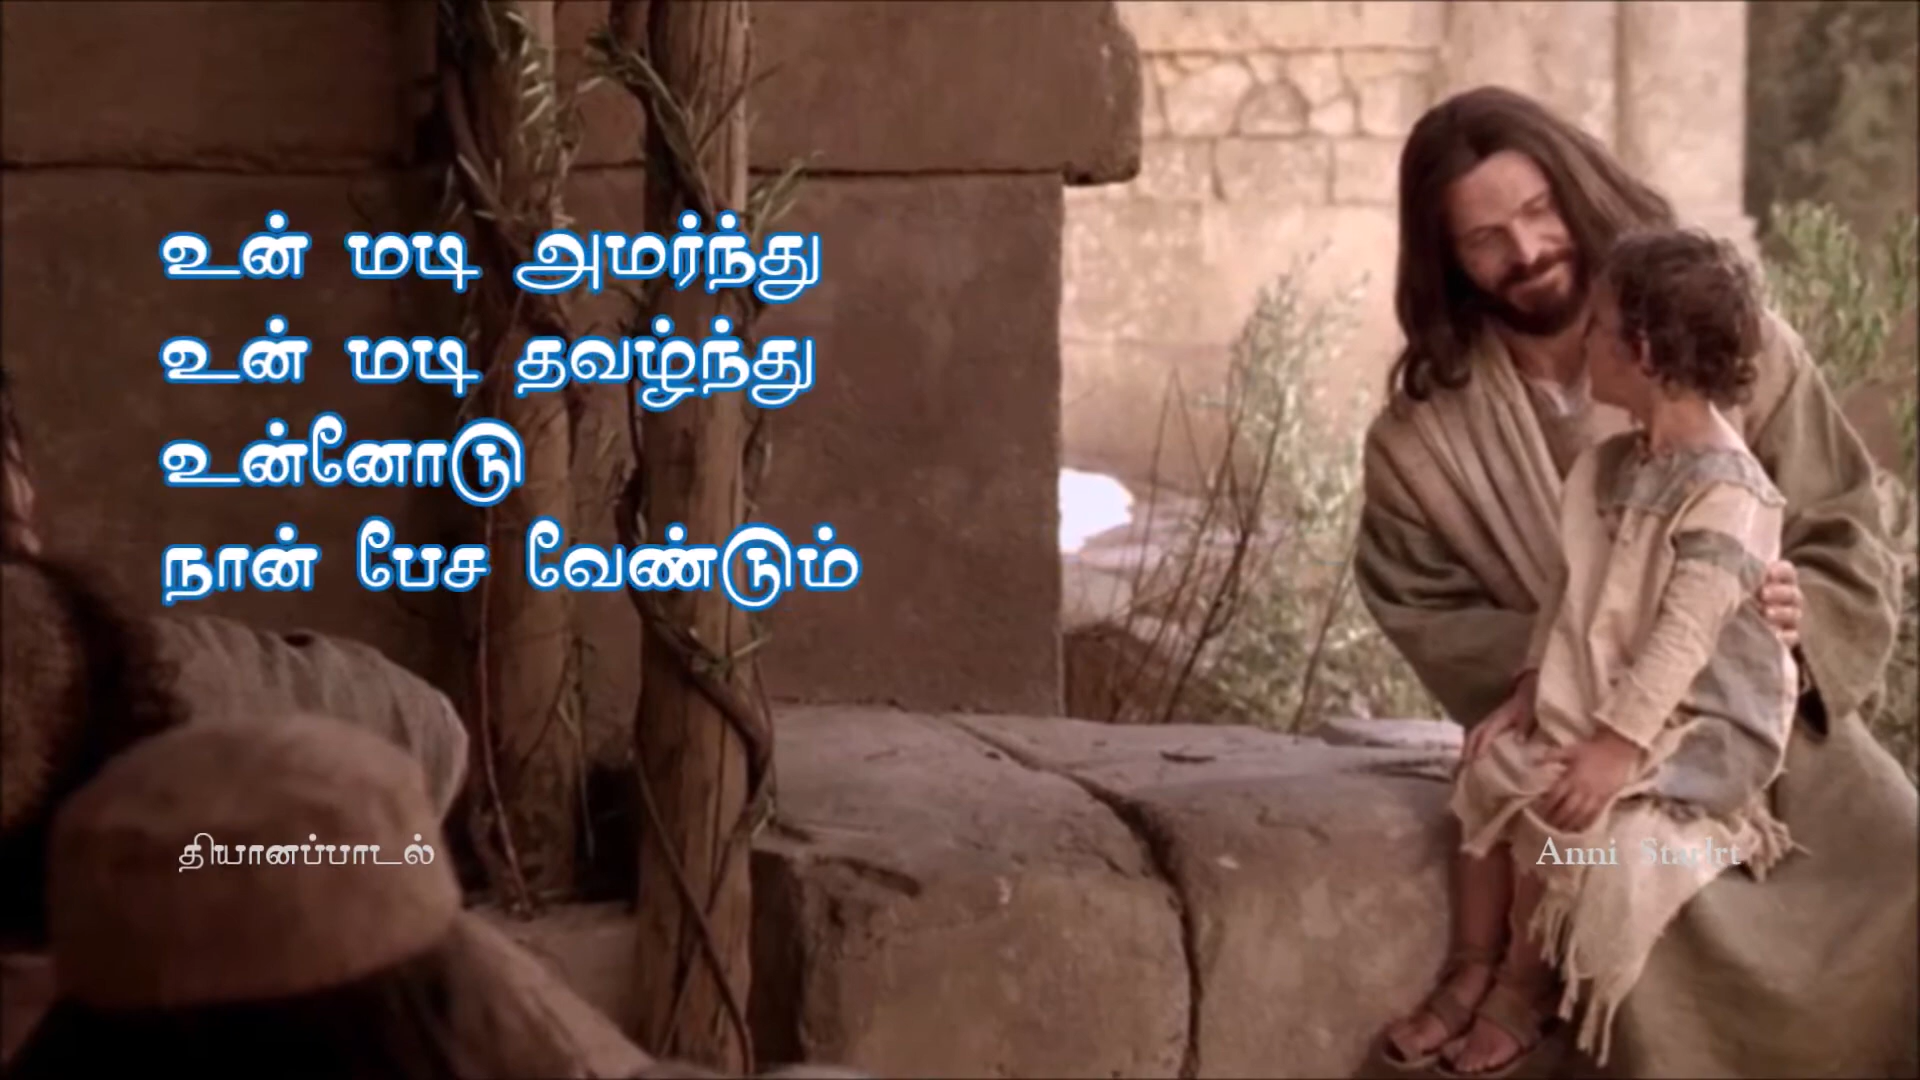 உன் மடி அமர்ந்து
உன் மடி தவழ்ந்து
உன்னோடு
நான் பேச வேண்டும்
தியானப்பாடல்
Anni